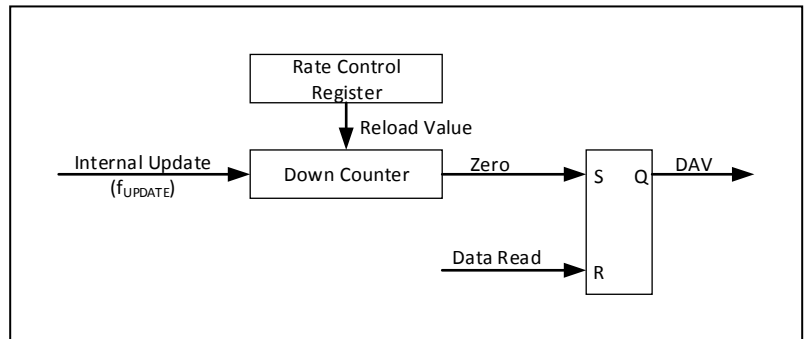 Rate Control
Register
Reload Value
Internal Update
(fUPDATE)
Down Counter
Zero
S
Q
DAV
Data Read
R